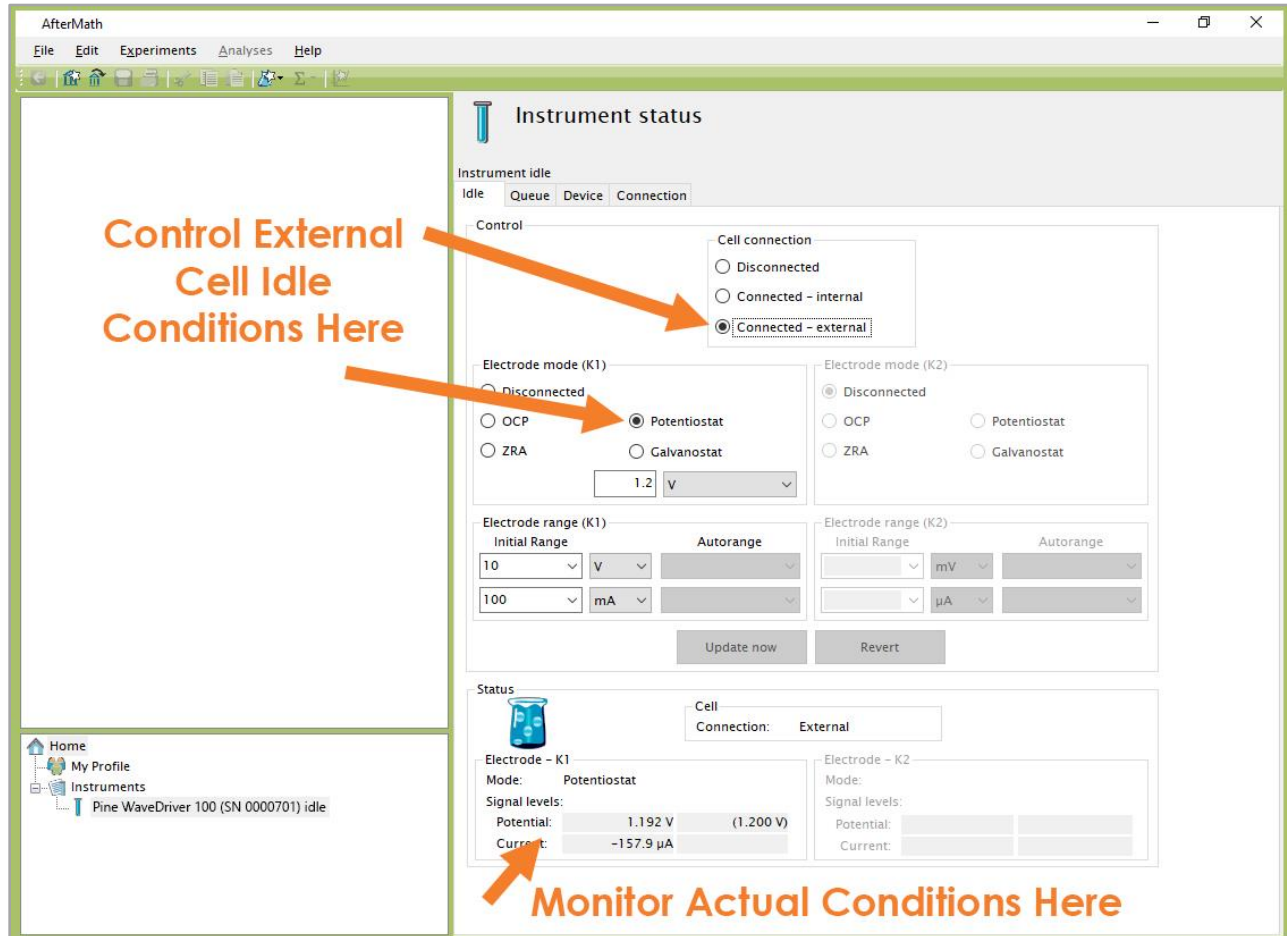 AfterMath
File Edit Experiments Analyses Help
Instrument status
Instrument idle
Idle Queue Device Connection
Control External
Cell Idle
Conditions Here
Control
Cell connection
Disconnected
Connected - internal
Connected - external
Electrode mode (K1)
Disconnected
OCP Potentiostat
ZRA Galvanostat
1.2 V
Electrode mode (K2)
Disconnected
OCP Potentiostat
ZRA Galvanostat
Electrode range (K1)
Initial Range Autorange
10 V
100 mA
Electrode range (K2)
Initial Range Autorange
mV
µA
Update now Revert
Status
Cell
Connection: External
Electrode - K1
Mode: Potentiostat
Signal levels:
Potential: 1.192 V (1.200 V)
Current: -157.9 µA
Electrode - K2
Mode:
Signal levels:
Potential:
Current:
Monitor Actual Conditions Here
Home
My Profile
Instruments
Pine WaveDriver 100 (SN 0000701) idle